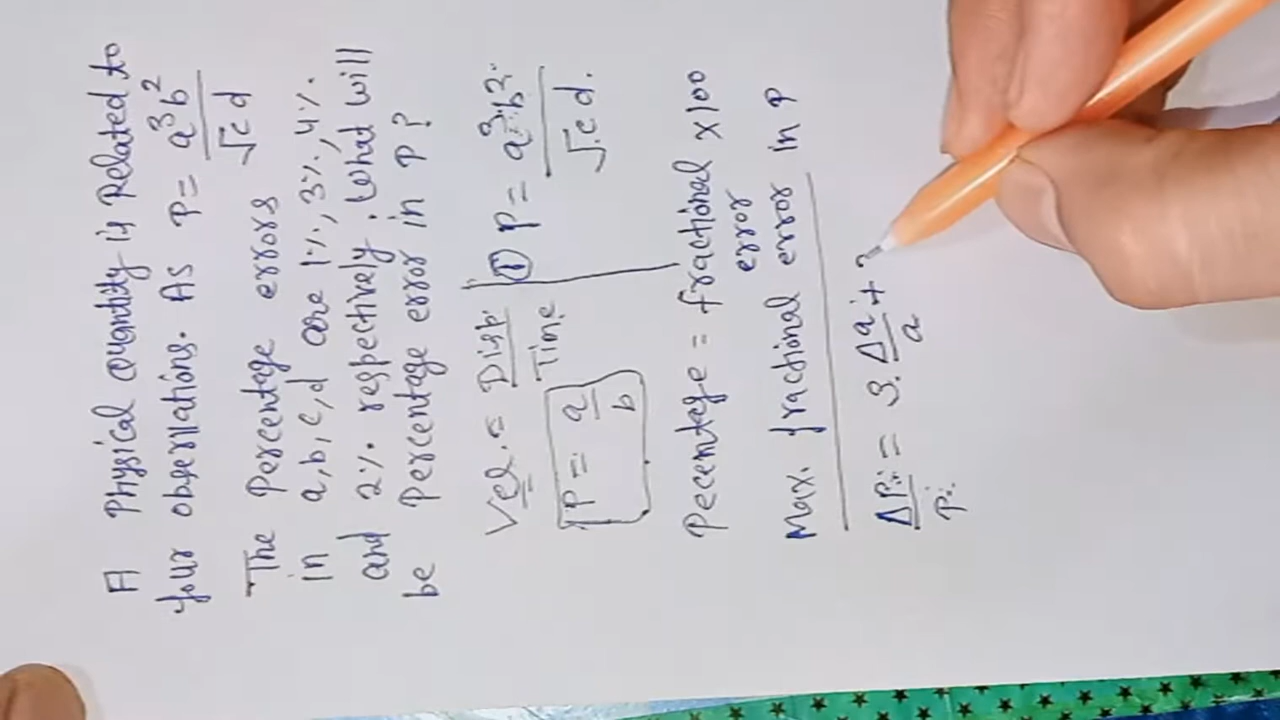 A Physical quantity is related to
four obserlations. As P = a³b² / √c d
The Percentage errors
in a,b,c,d are 1%, 3%, 4%.
and 2% respectively. What will
be Percentage error in P?
Vel. = Disp. / Time
P = a / b
① P = a³b² / √c d.
Pecentage = fractional error × 100
Max. fractional error in P
ΔP / P = 3. Δa / a +